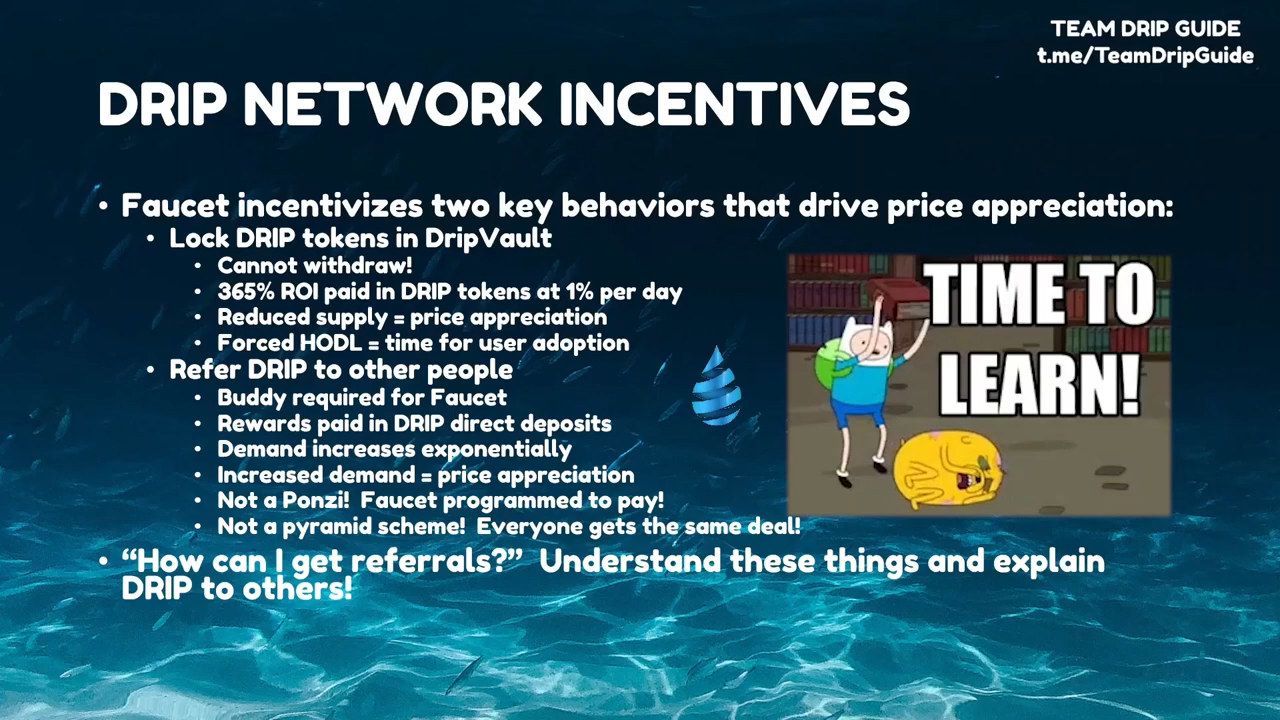 TEAM DRIP GUIDE
t.me/TeamDripGuide
DRIP NETWORK INCENTIVES
• Faucet incentivizes two key behaviors that drive price appreciation:
• Lock DRIP tokens in DripVault
• Cannot withdraw!
• 365% ROI paid in DRIP tokens at 1% per day
• Reduced supply = price appreciation
• Forced HODL = time for user adoption
• Refer DRIP to other people
• Buddy required for Faucet
• Rewards paid in DRIP direct deposits
• Demand increases exponentially
• Increased demand = price appreciation
• Not a Ponzi!  Faucet programmed to pay!
• Not a pyramid scheme!  Everyone gets the same deal!
• “How can I get referrals?”  Understand these things and explain
DRIP to others!
TIME TO
LEARN!